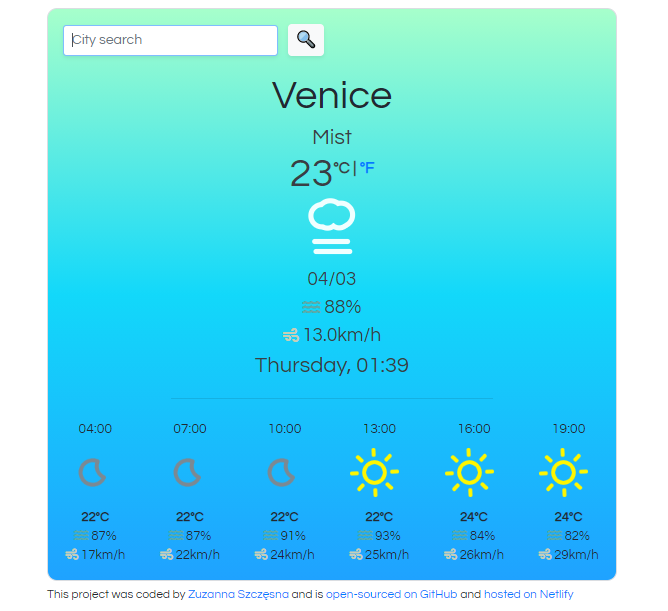 City search
Venice
Mist
23°C | °F
04/03
88%
13.0km/h
Thursday, 01:39
04:00 07:00 10:00 13:00 16:00 19:00
22°C 22°C 22°C 22°C 24°C 24°C
87% 87% 91% 93% 84% 82%
17km/h 22km/h 24km/h 25km/h 26km/h 29km/h
This project was coded by Zuzanna Szczęsna and is open-sourced on GitHub and hosted on Netlify